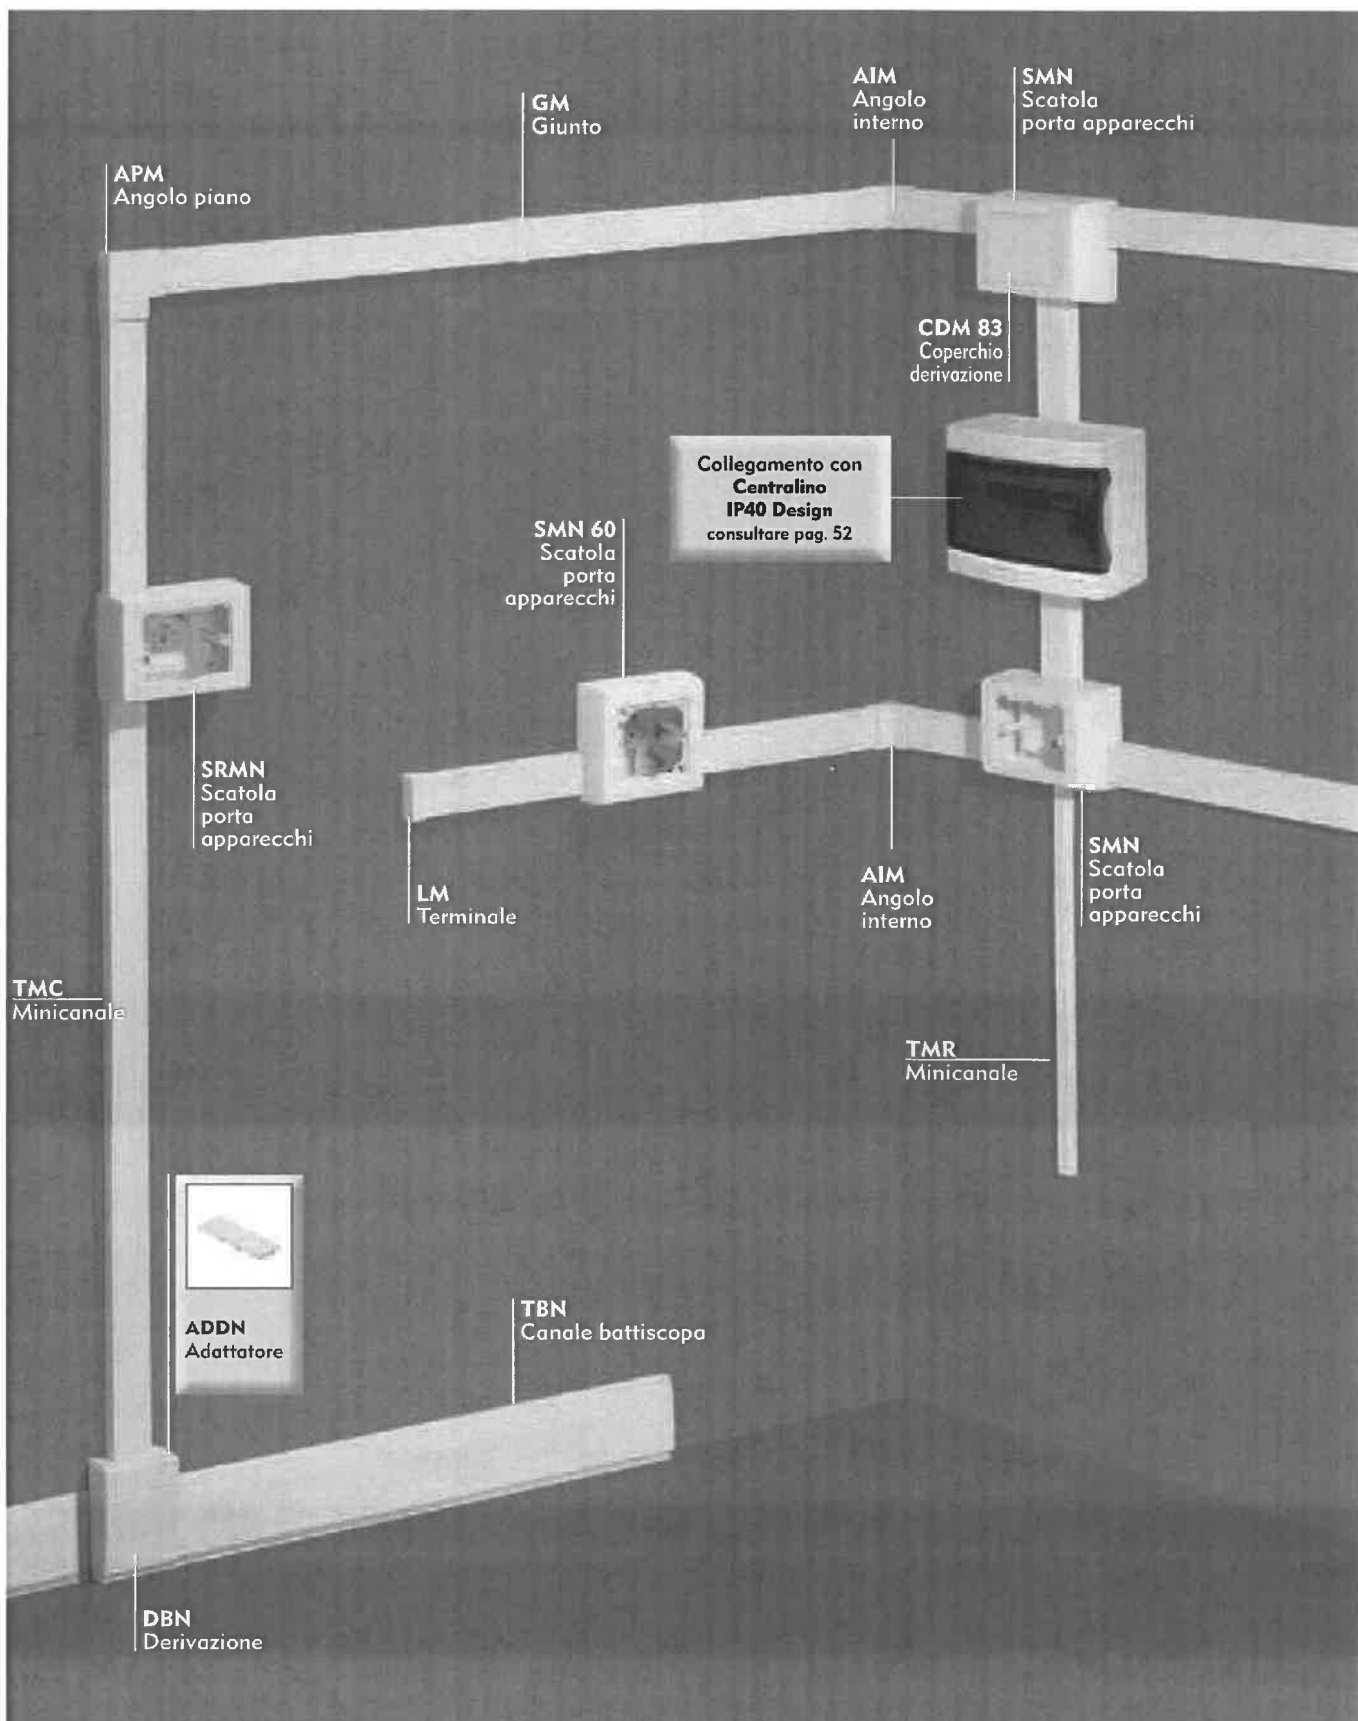 AIM
Angolo
interno
SMN
Scatola
porta apparecchi
GM
Giunto
APM
Angolo piano
CDM 83
Coperchio
derivazione
Collegamento con
Centralino
IP40 Design
consultare pag. 52
SMN 60
Scatola
porta
apparecchi
SRMN
Scatola
porta
apparecchi
LM
Terminale
AIM
Angolo
interno
SMN
Scatola
porta
apparecchi
TMC
Minicanale
TMR
Minicanale
ADDN
Adattatore
TBN
Canale battiscopa
DBN
Derivazione